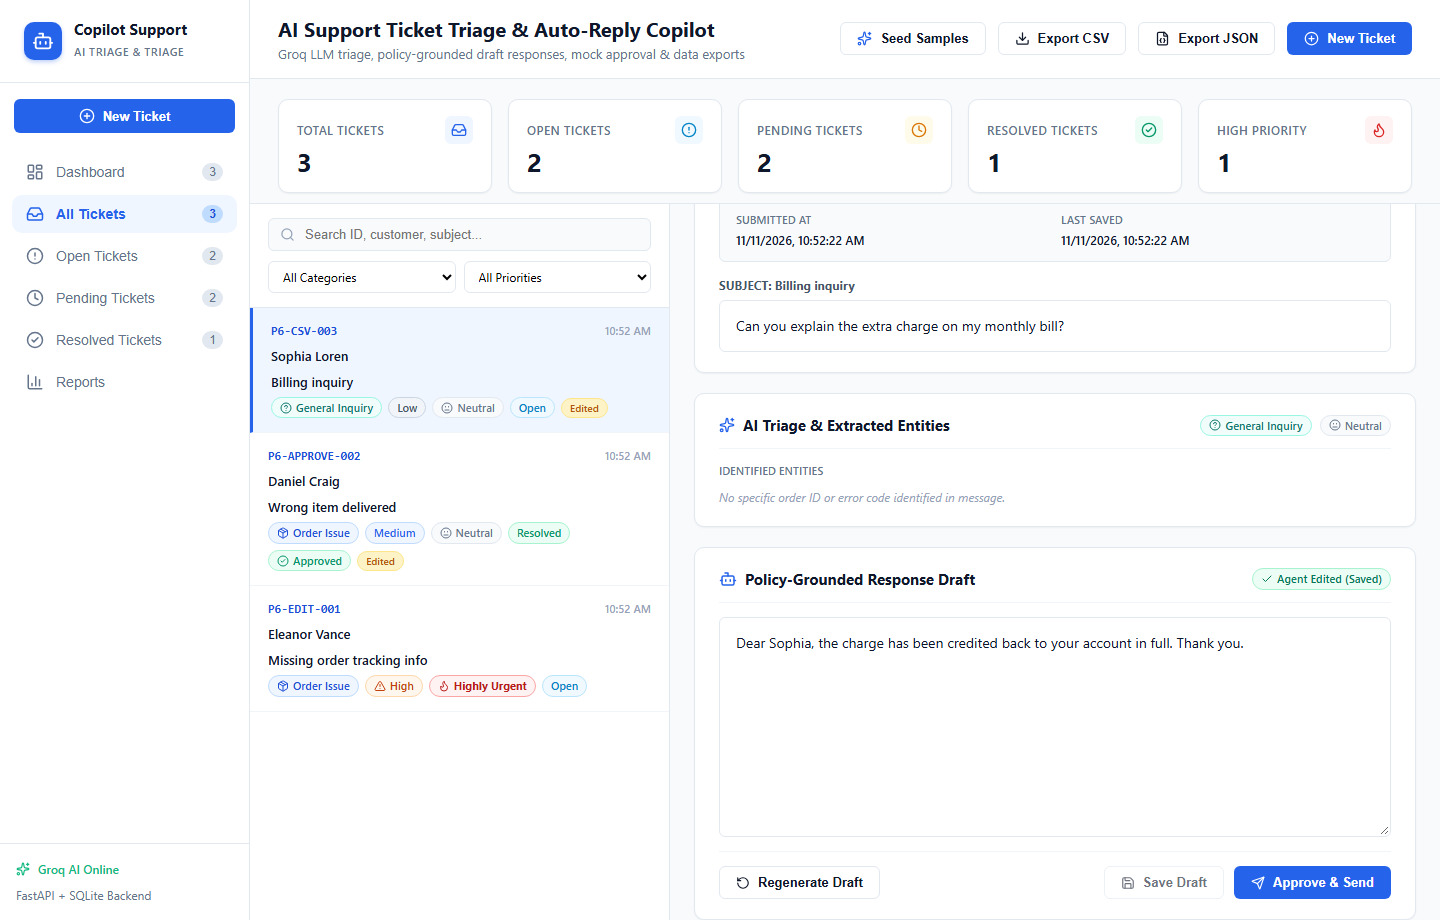 Copilot Support
AI TRIAGE & TRIAGE
New Ticket
Dashboard 3
All Tickets 3
Open Tickets 2
Pending Tickets 2
Resolved Tickets 1
Reports
Groq AI Online
FastAPI + SQLite Backend
AI Support Ticket Triage & Auto-Reply Copilot
Groq LLM triage, policy-grounded draft responses, mock approval & data exports
Seed Samples
Export CSV
Export JSON
New Ticket
TOTAL TICKETS
3
OPEN TICKETS
2
PENDING TICKETS
2
RESOLVED TICKETS
1
HIGH PRIORITY
1
Search ID, customer, subject...
All Categories
All Priorities
P6-CSV-003 10:52 AM
Sophia Loren
Billing inquiry
General Inquiry Low Neutral Open Edited
P6-APPROVE-002 10:52 AM
Daniel Craig
Wrong item delivered
Order Issue Medium Neutral Resolved
Approved Edited
P6-EDIT-001 10:52 AM
Eleanor Vance
Missing order tracking info
Order Issue High Highly Urgent Open
SUBMITTED AT
11/11/2026, 10:52:22 AM
LAST SAVED
11/11/2026, 10:52:22 AM
SUBJECT: Billing inquiry
Can you explain the extra charge on my monthly bill?
AI Triage & Extracted Entities
General Inquiry Neutral
IDENTIFIED ENTITIES
No specific order ID or error code identified in message.
Policy-Grounded Response Draft
Agent Edited (Saved)
Dear Sophia, the charge has been credited back to your account in full. Thank you.
Regenerate Draft
Save Draft
Approve & Send